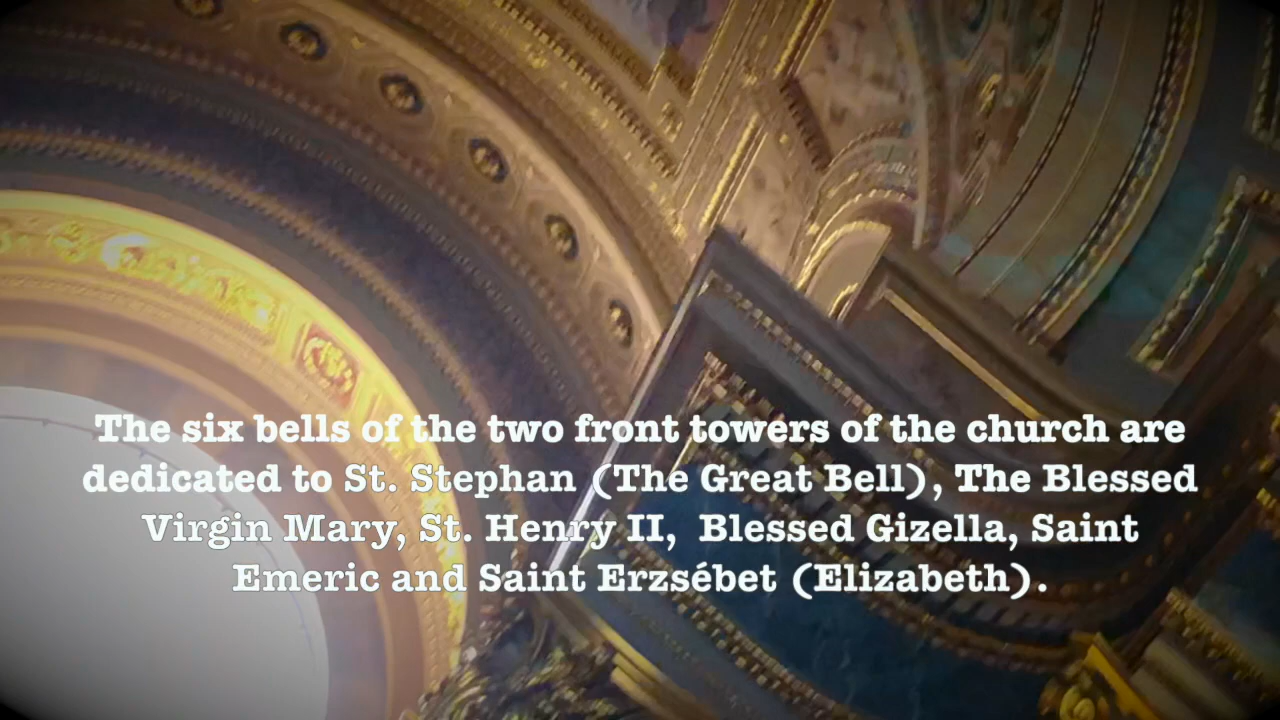 The six bells of the two front towers of the church are
dedicated to St. Stephan (The Great Bell), The Blessed
Virgin Mary, St. Henry II,  Blessed Gizella, Saint
Emeric and Saint Erzsébet (Elizabeth).